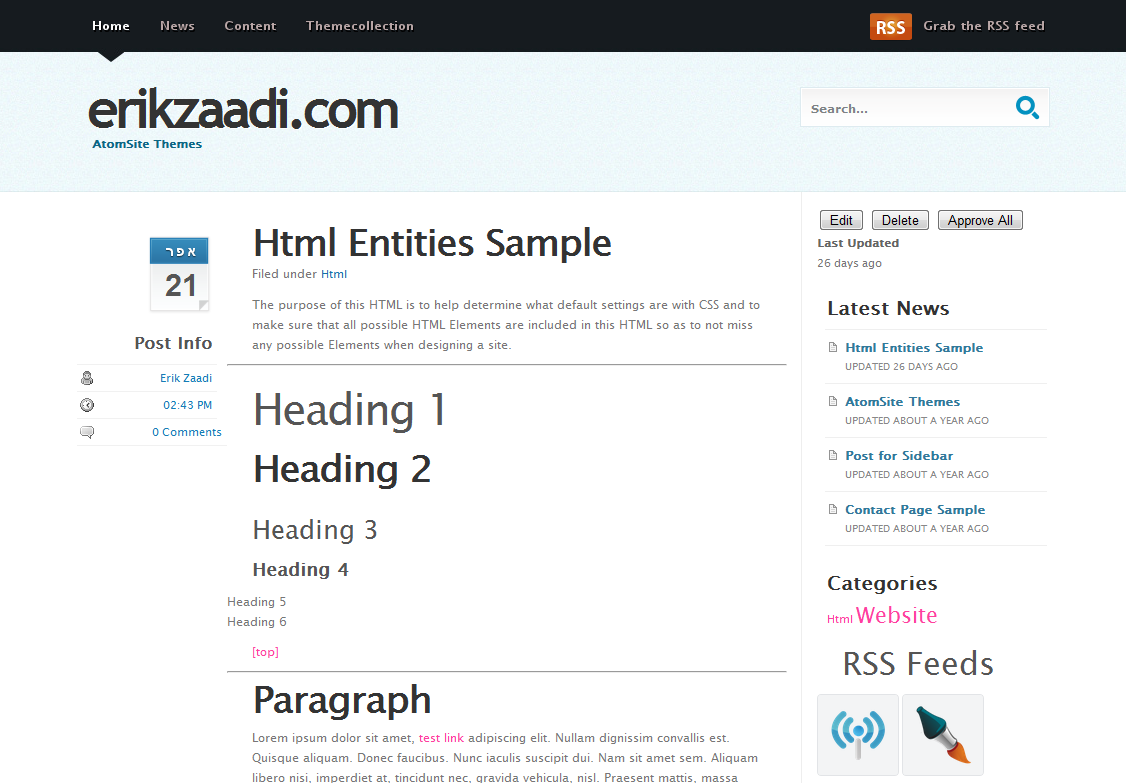 Home News Content Themecollection
RSS Grab the RSS feed
erikzaadi.com
AtomSite Themes
Search...
אפר
21
Post Info
Erik Zaadi
02:43 PM
0 Comments
Html Entities Sample
Filed under Html
The purpose of this HTML is to help determine what default settings are with CSS and to
make sure that all possible HTML Elements are included in this HTML so as to not miss
any possible Elements when designing a site.
Heading 1
Heading 2
Heading 3
Heading 4
Heading 5
Heading 6
[top]
Paragraph
Lorem ipsum dolor sit amet, test link adipiscing elit. Nullam dignissim convallis est.
Quisque aliquam. Donec faucibus. Nunc iaculis suscipit dui. Nam sit amet sem. Aliquam
libero nisi, imperdiet at, tincidunt nec, gravida vehicula, nisl. Praesent mattis, massa
Edit Delete Approve All
Last Updated
26 days ago
Latest News
Html Entities Sample
UPDATED 26 DAYS AGO
AtomSite Themes
UPDATED ABOUT A YEAR AGO
Post for Sidebar
UPDATED ABOUT A YEAR AGO
Contact Page Sample
UPDATED ABOUT A YEAR AGO
Categories
Html Website
RSS Feeds